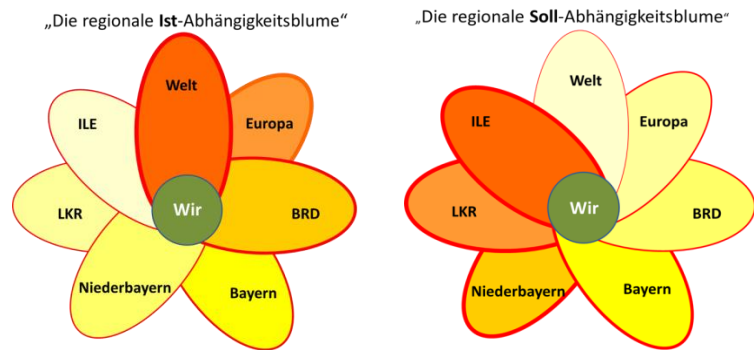 „Die regionale Ist-Abhängigkeitsblume“
Welt
Europa
ILE
LKR
Wir
BRD
Niederbayern
Bayern
„Die regionale Soll-Abhängigkeitsblume“
Welt
Europa
ILE
LKR
Wir
BRD
Niederbayern
Bayern